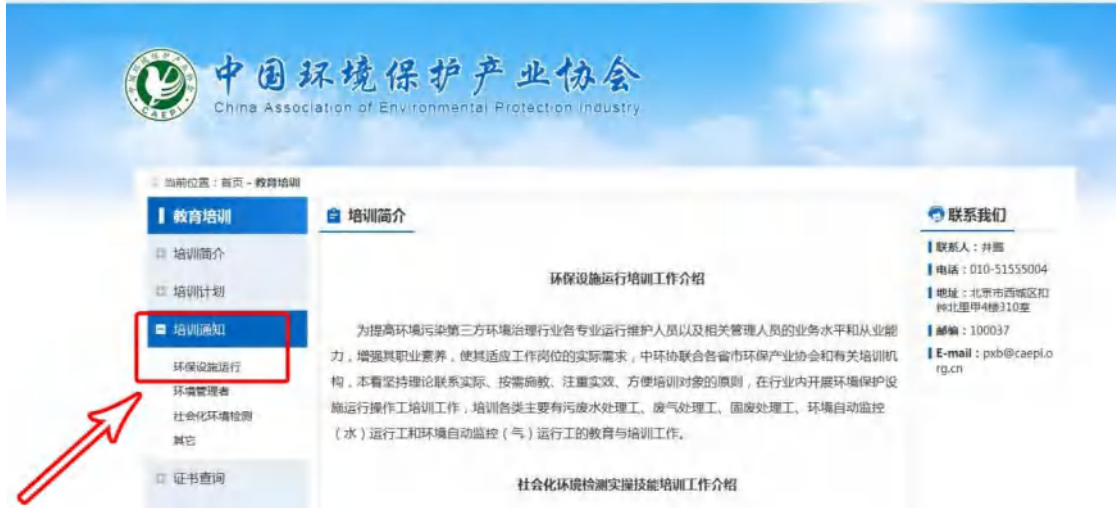 中国环境保护产业协会
China Association of Environmental Protection Industry
CAEPI
当前位置：首页 - 教育培训
教育培训
培训简介
培训计划
培训通知
环保设施运行
环境管理者
社会化环境检测
其它
证书查询
培训简介
环保设施运行培训工作介绍
为提高环境污染第三方环境治理行业各专业运行维护人员以及相关管理人员的业务水平和从业能
力，增强其职业素养，使其适应工作岗位的实际需求，中环协联合各省市环保产业协会和有关培训机
构，本着坚持理论联系实际、按需施教、注重实效、方便培训对象的原则，在行业内开展环境保护设
施运行操作工培训工作，培训各类主要有污废水处理工、废气处理工、固废处理工、环境自动监控
（水）运行工和环境自动监控（气）运行工的教育与培训工作。
社会化环境检测实操技能培训工作介绍
联系我们
联系人：井鹏
电话：010-51555004
地址：北京市西城区扣
钟北里甲4楼310室
邮编：100037
E-mail：pxb@caepi.o
rg.cn